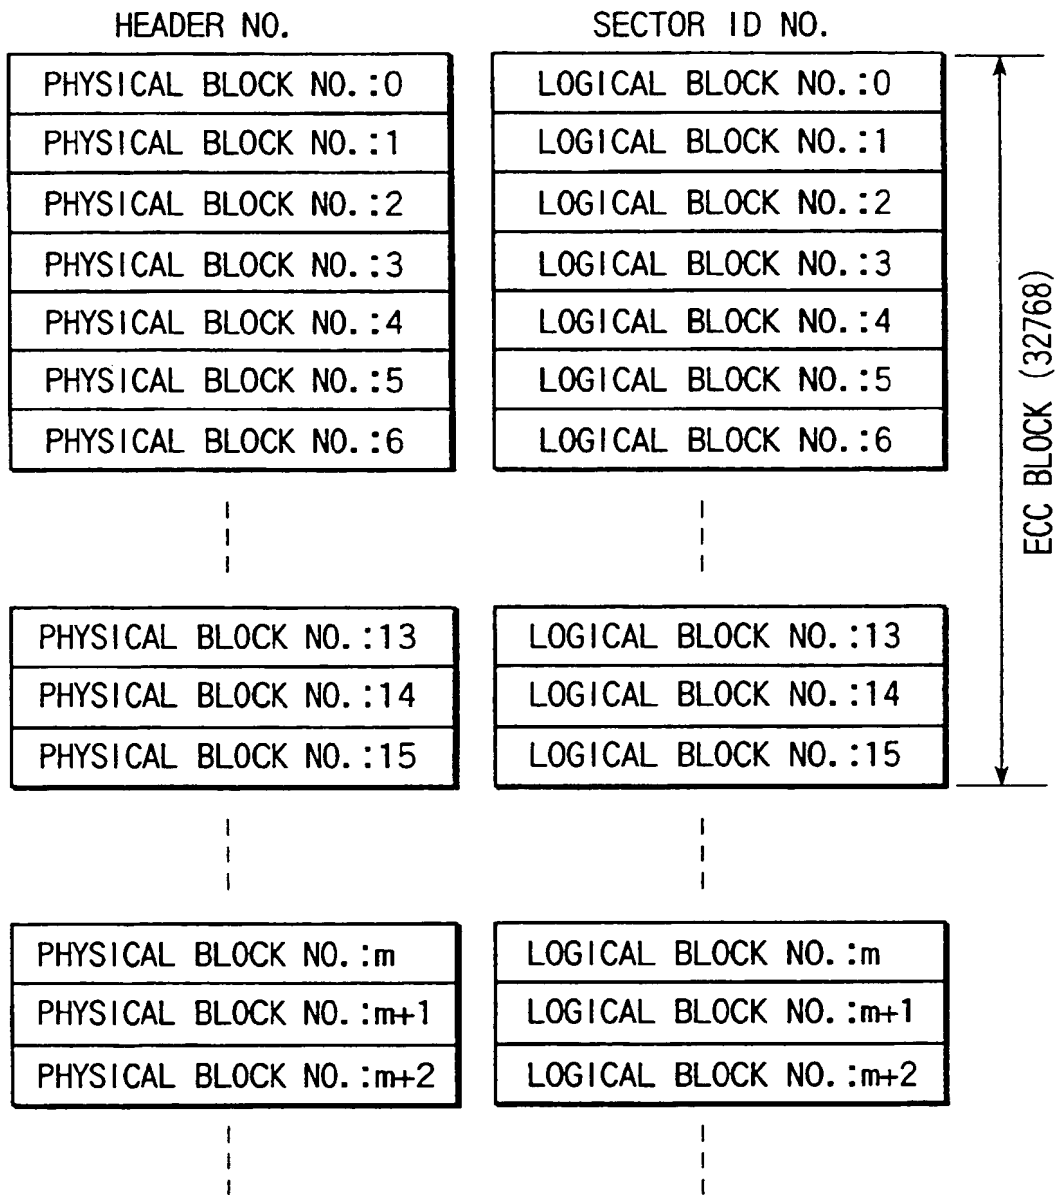 HEADER NO.
SECTOR ID NO.
PHYSICAL BLOCK NO.:0
LOGICAL BLOCK NO.:0
PHYSICAL BLOCK NO.:1
LOGICAL BLOCK NO.:1
PHYSICAL BLOCK NO.:2
LOGICAL BLOCK NO.:2
PHYSICAL BLOCK NO.:3
LOGICAL BLOCK NO.:3
PHYSICAL BLOCK NO.:4
LOGICAL BLOCK NO.:4
PHYSICAL BLOCK NO.:5
LOGICAL BLOCK NO.:5
PHYSICAL BLOCK NO.:6
LOGICAL BLOCK NO.:6
ECC BLOCK (32768)
PHYSICAL BLOCK NO.:13
LOGICAL BLOCK NO.:13
PHYSICAL BLOCK NO.:14
LOGICAL BLOCK NO.:14
PHYSICAL BLOCK NO.:15
LOGICAL BLOCK NO.:15
PHYSICAL BLOCK NO.:m
LOGICAL BLOCK NO.:m
PHYSICAL BLOCK NO.:m+1
LOGICAL BLOCK NO.:m+1
PHYSICAL BLOCK NO.:m+2
LOGICAL BLOCK NO.:m+2